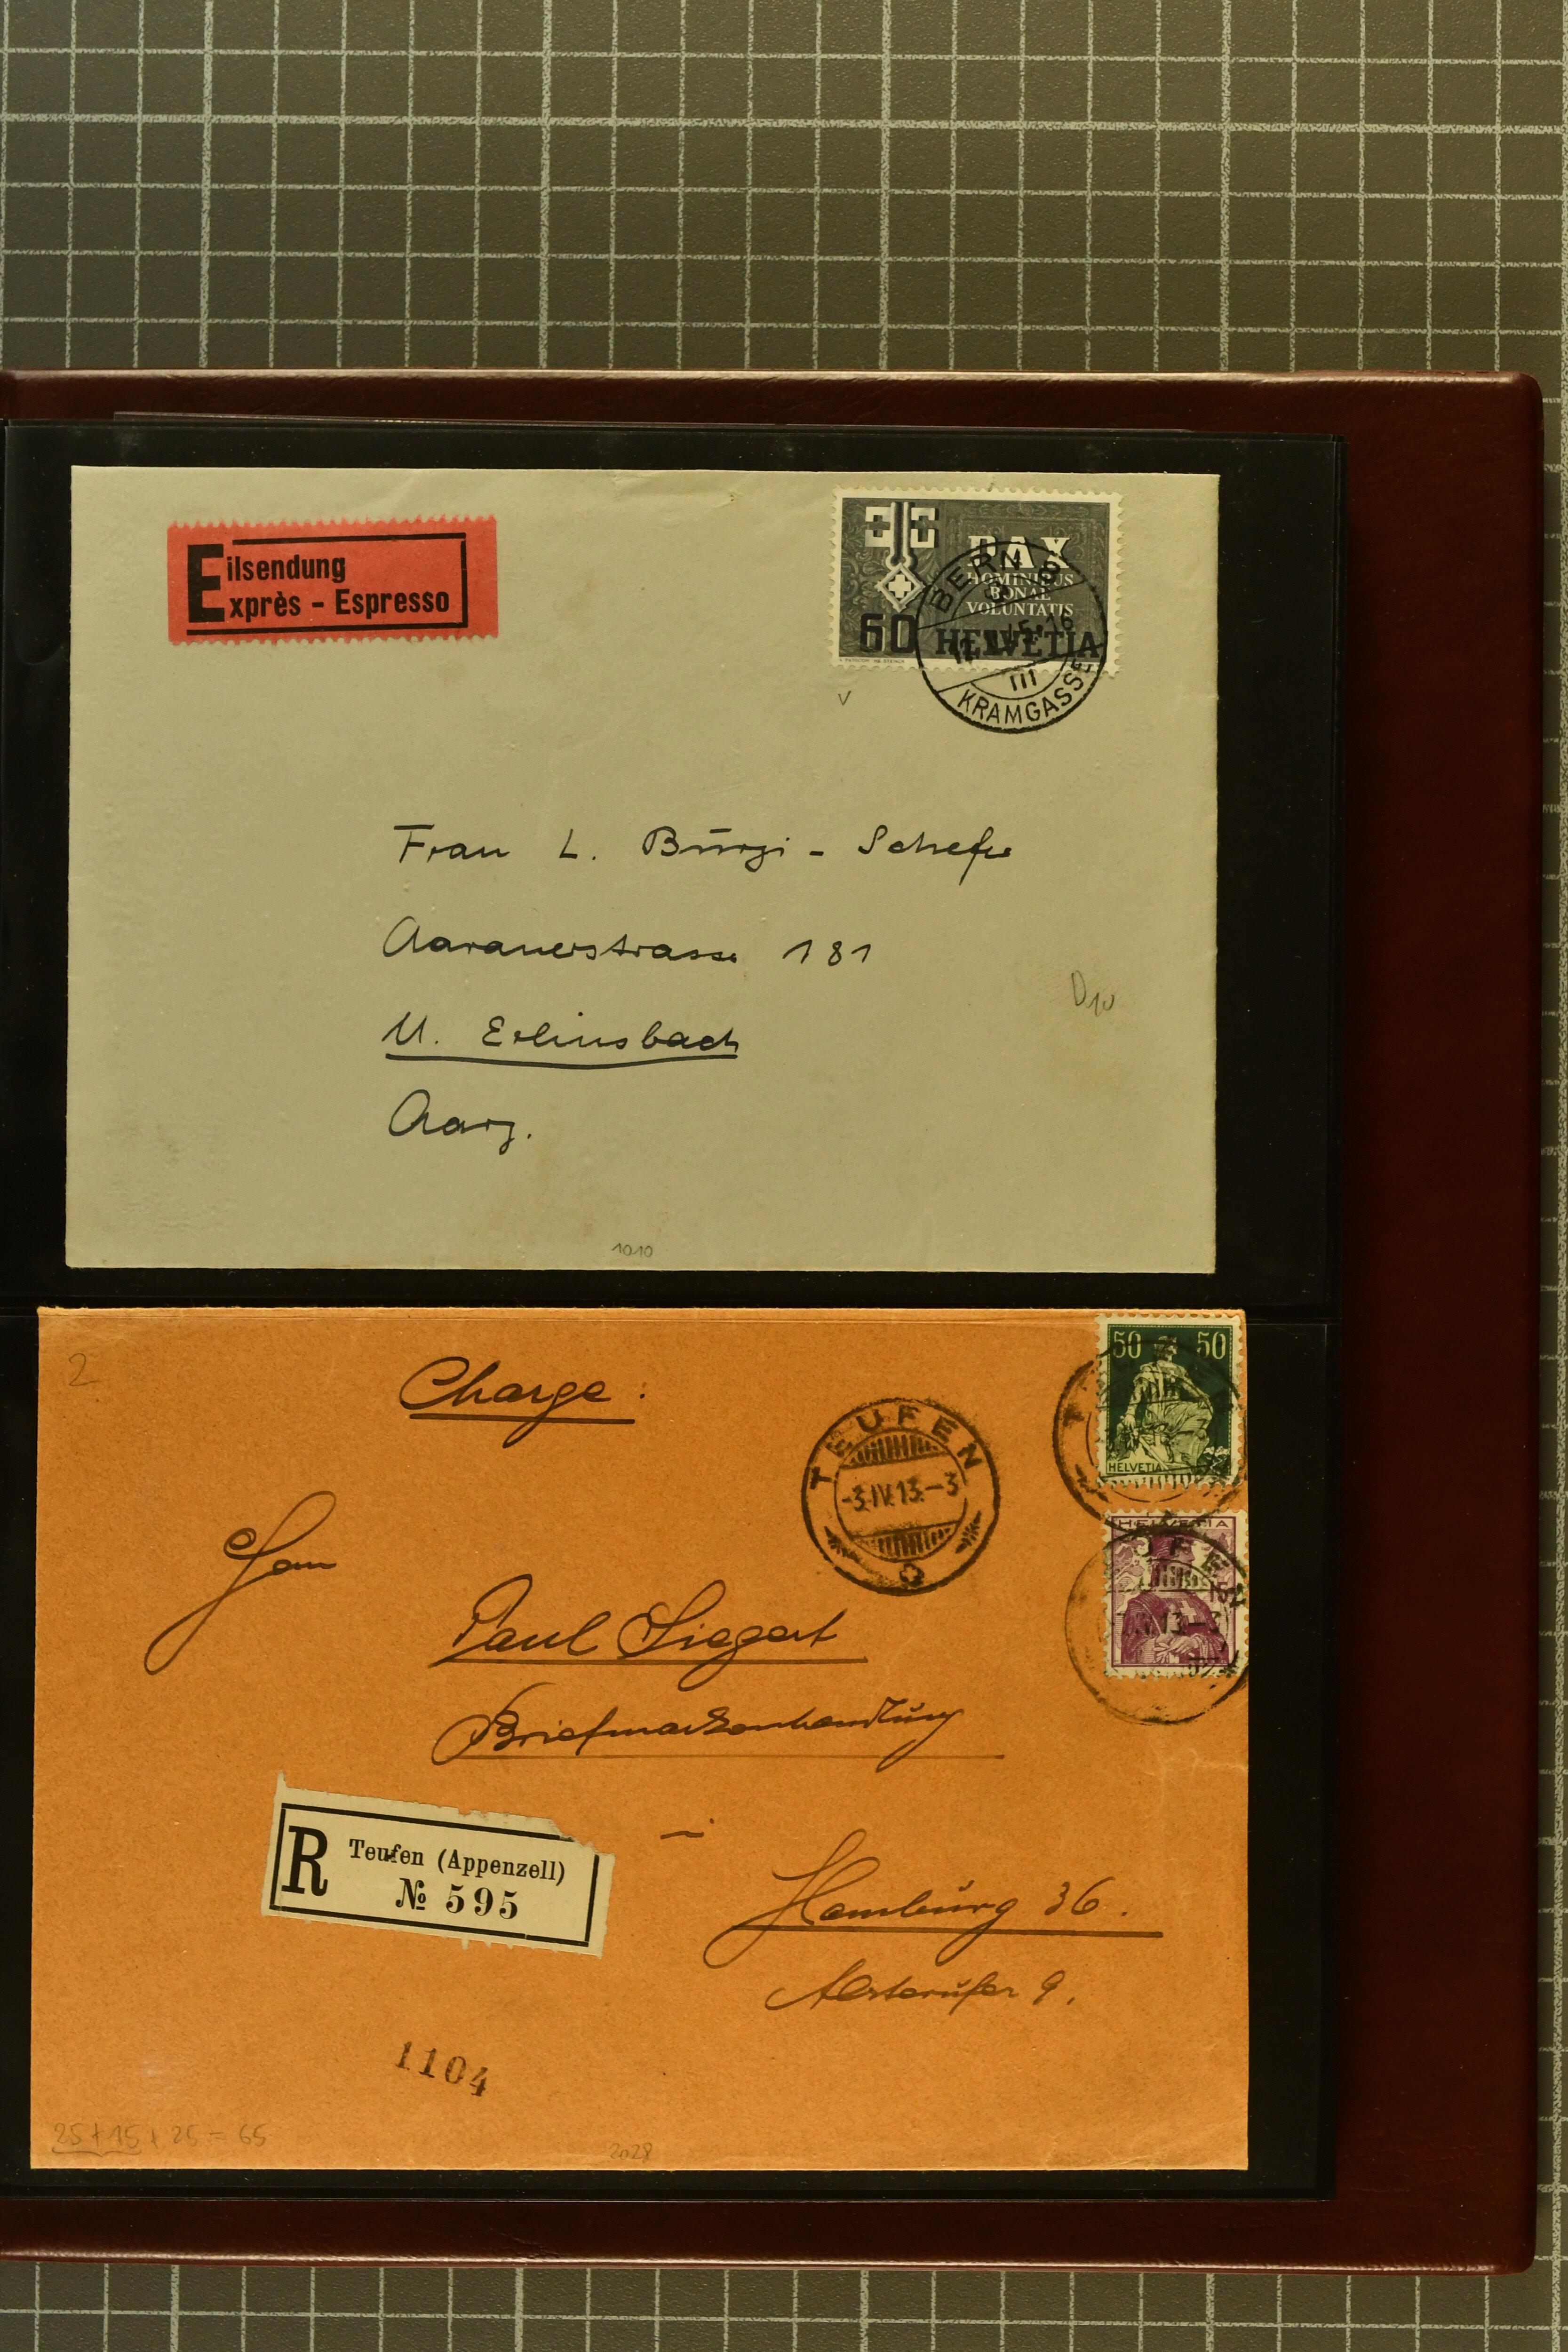 Eilsendung
Exprès - Espresso
PAX
HOMINIBUS
BONAE
VOLUNTATIS
60 HELVETIA
BERN 8
KRAMGASSE
Frau L. Bürgi -
Aarauerstrasse 181
U. Erlinsbach
Aarg.
1010
2
Charge.
50 50
HELVETIA
TEUFEN
-3.IV.13.-3
HELVETIA
Herrn
Paul Siegert
Briefmarkenhandlung
R Teufen (Appenzell)
№ 595
Hamburg 36.
Alsterufer 9.
1104
25 + 15 + 25 = 65
2028